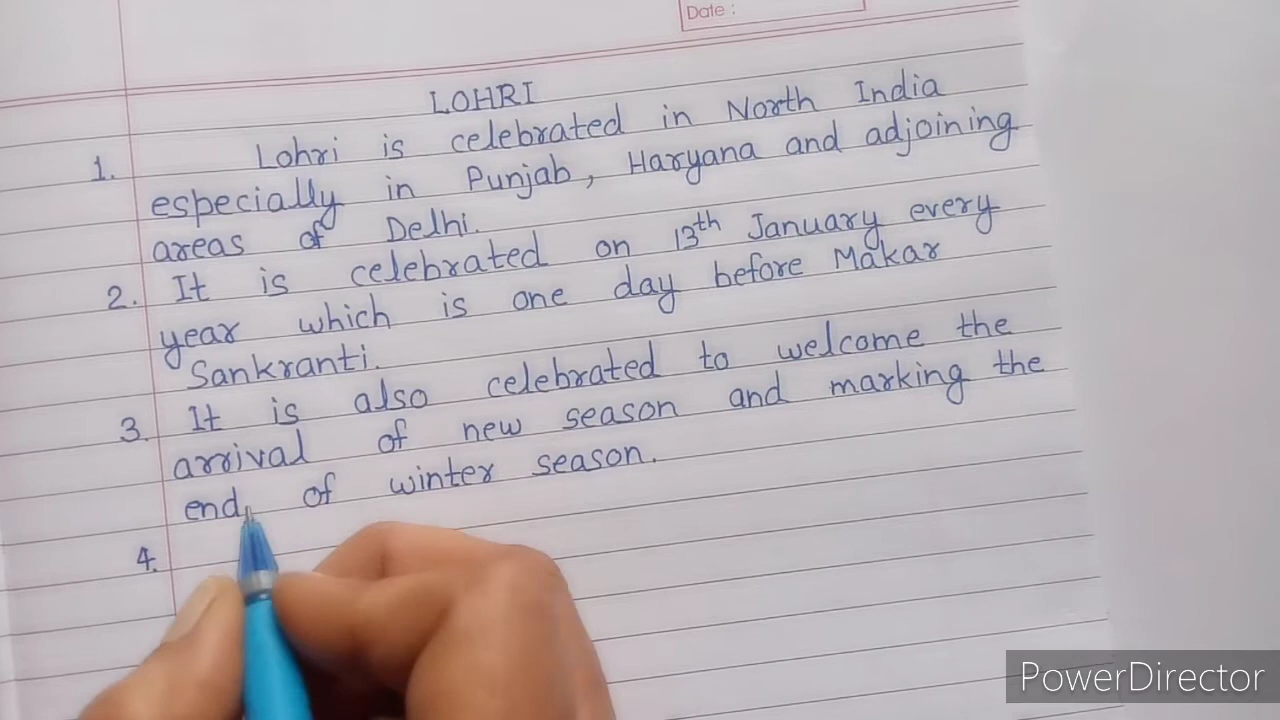 Date :
LOHRI
1. Lohri is celebrated in North India
especially in Punjab, Haryana and adjoining
areas of Delhi.
2. It is celebrated on 13th January every
year which is one day before Makar
Sankranti.
3. It is also celebrated to welcome the
arrival of new season and marking the
end of winter season.
4.
PowerDirector